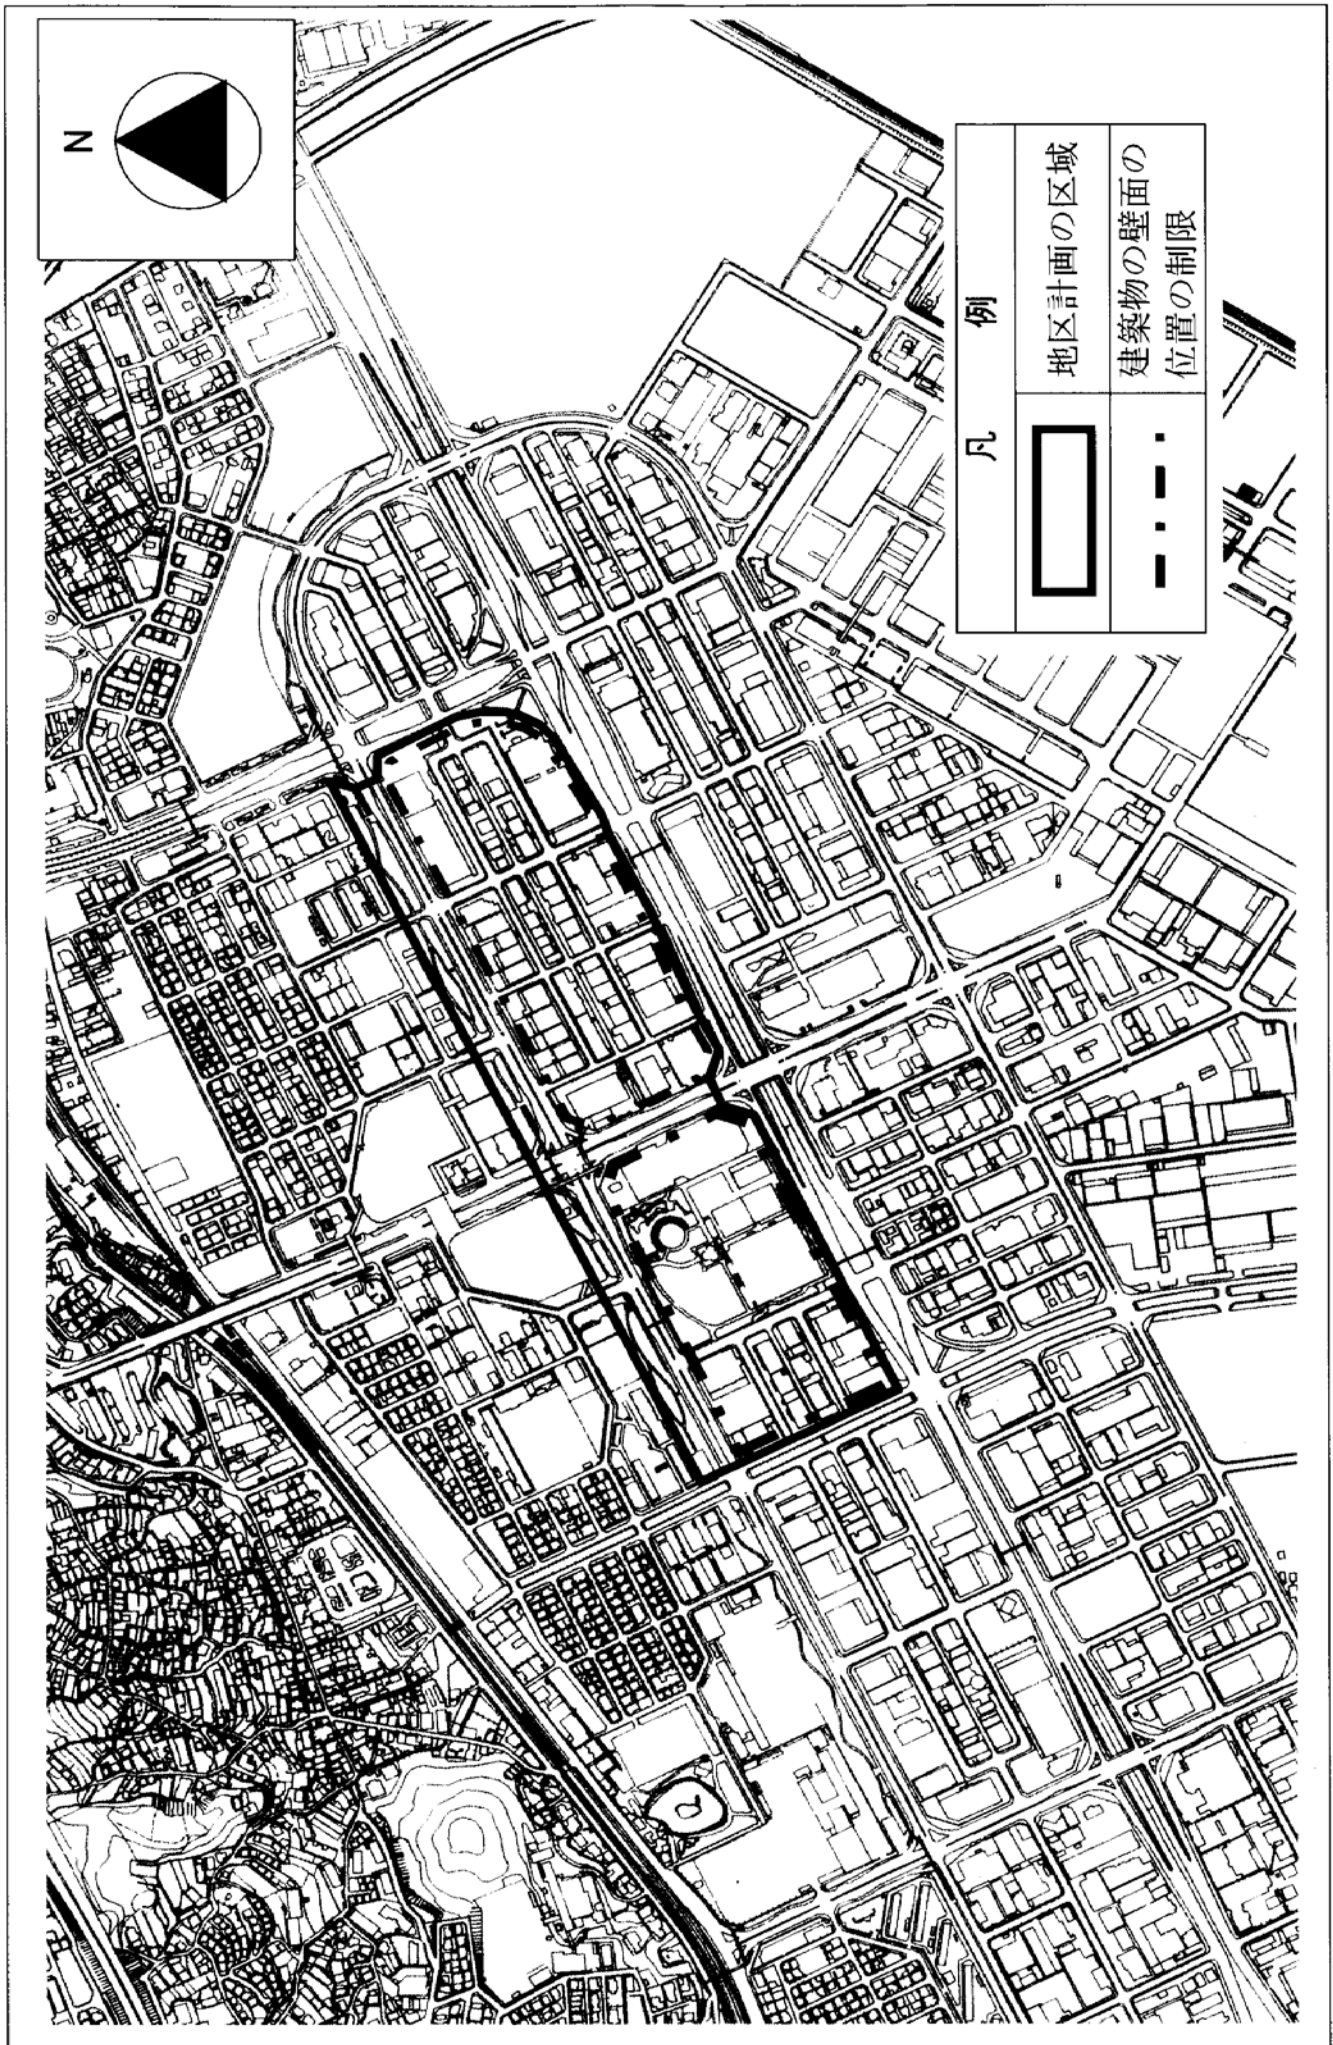 N
凡 例
地区計画の区域
建築物の壁面の
位置の制限